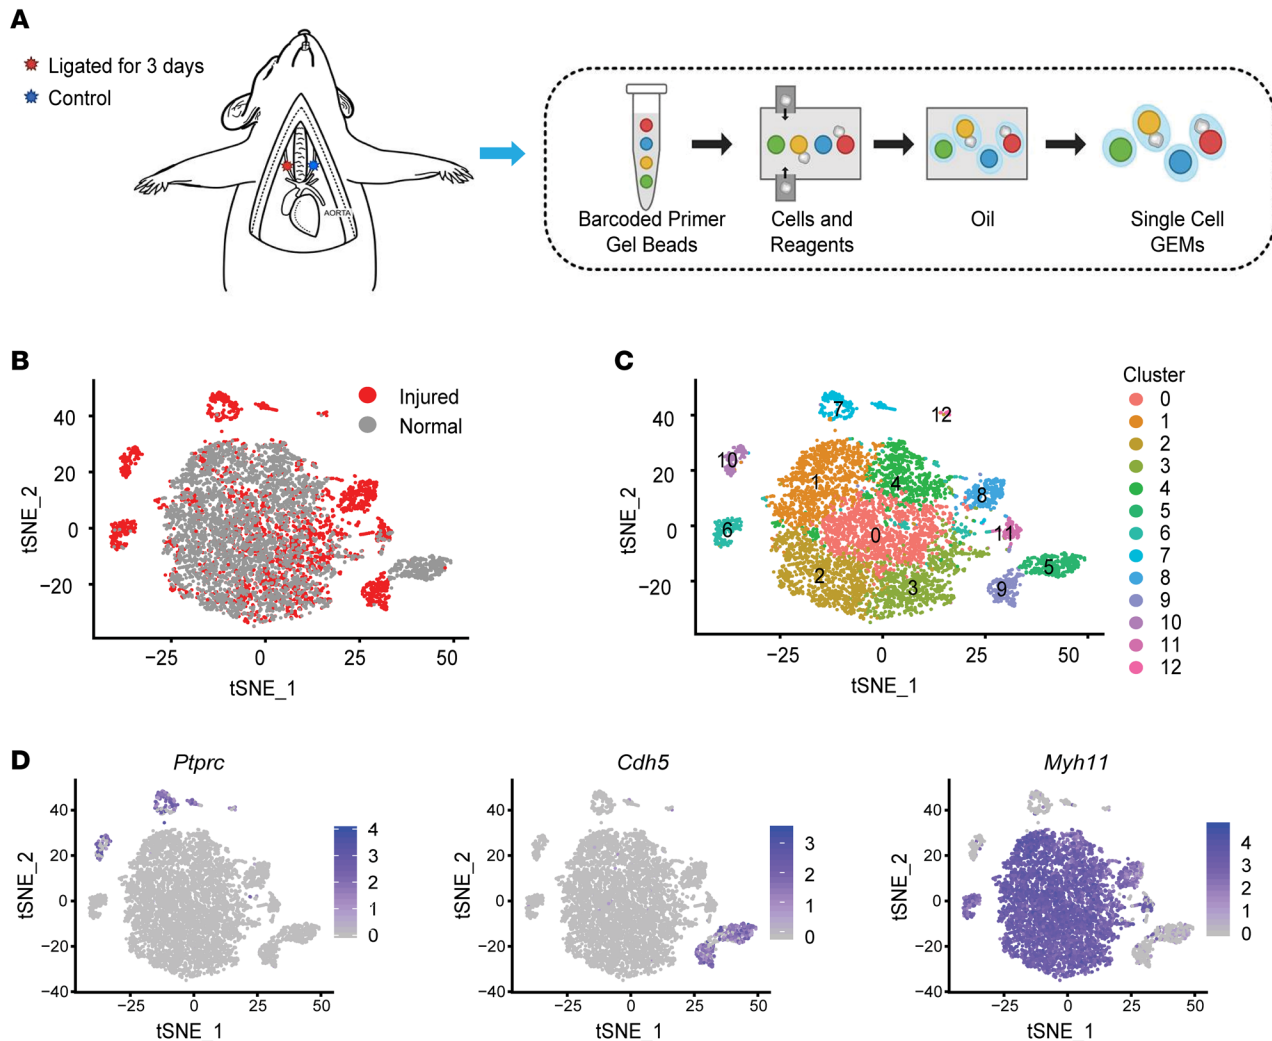 A
Ligated for 3 days
Control
AORTA
Barcoded Primer
Gel Beads
Cells and
Reagents
Oil
Single Cell
GEMs
B
Injured
Normal
40
20
0
−20
tSNE_2
−25
0
25
50
tSNE_1
C
40
20
0
−20
tSNE_2
−25
0
25
50
tSNE_1
7
12
10
1
4
8
6
0
11
2
3
9
5
Cluster
0
1
2
3
4
5
6
7
8
9
10
11
12
D
Ptprc
40
20
0
−20
−40
tSNE_2
−25
0
25
50
tSNE_1
4
3
2
1
0
Cdh5
40
20
0
−20
−40
tSNE_2
−25
0
25
50
tSNE_1
3
2
1
0
Myh11
40
20
0
−20
−40
tSNE_2
−25
0
25
50
tSNE_1
4
3
2
1
0